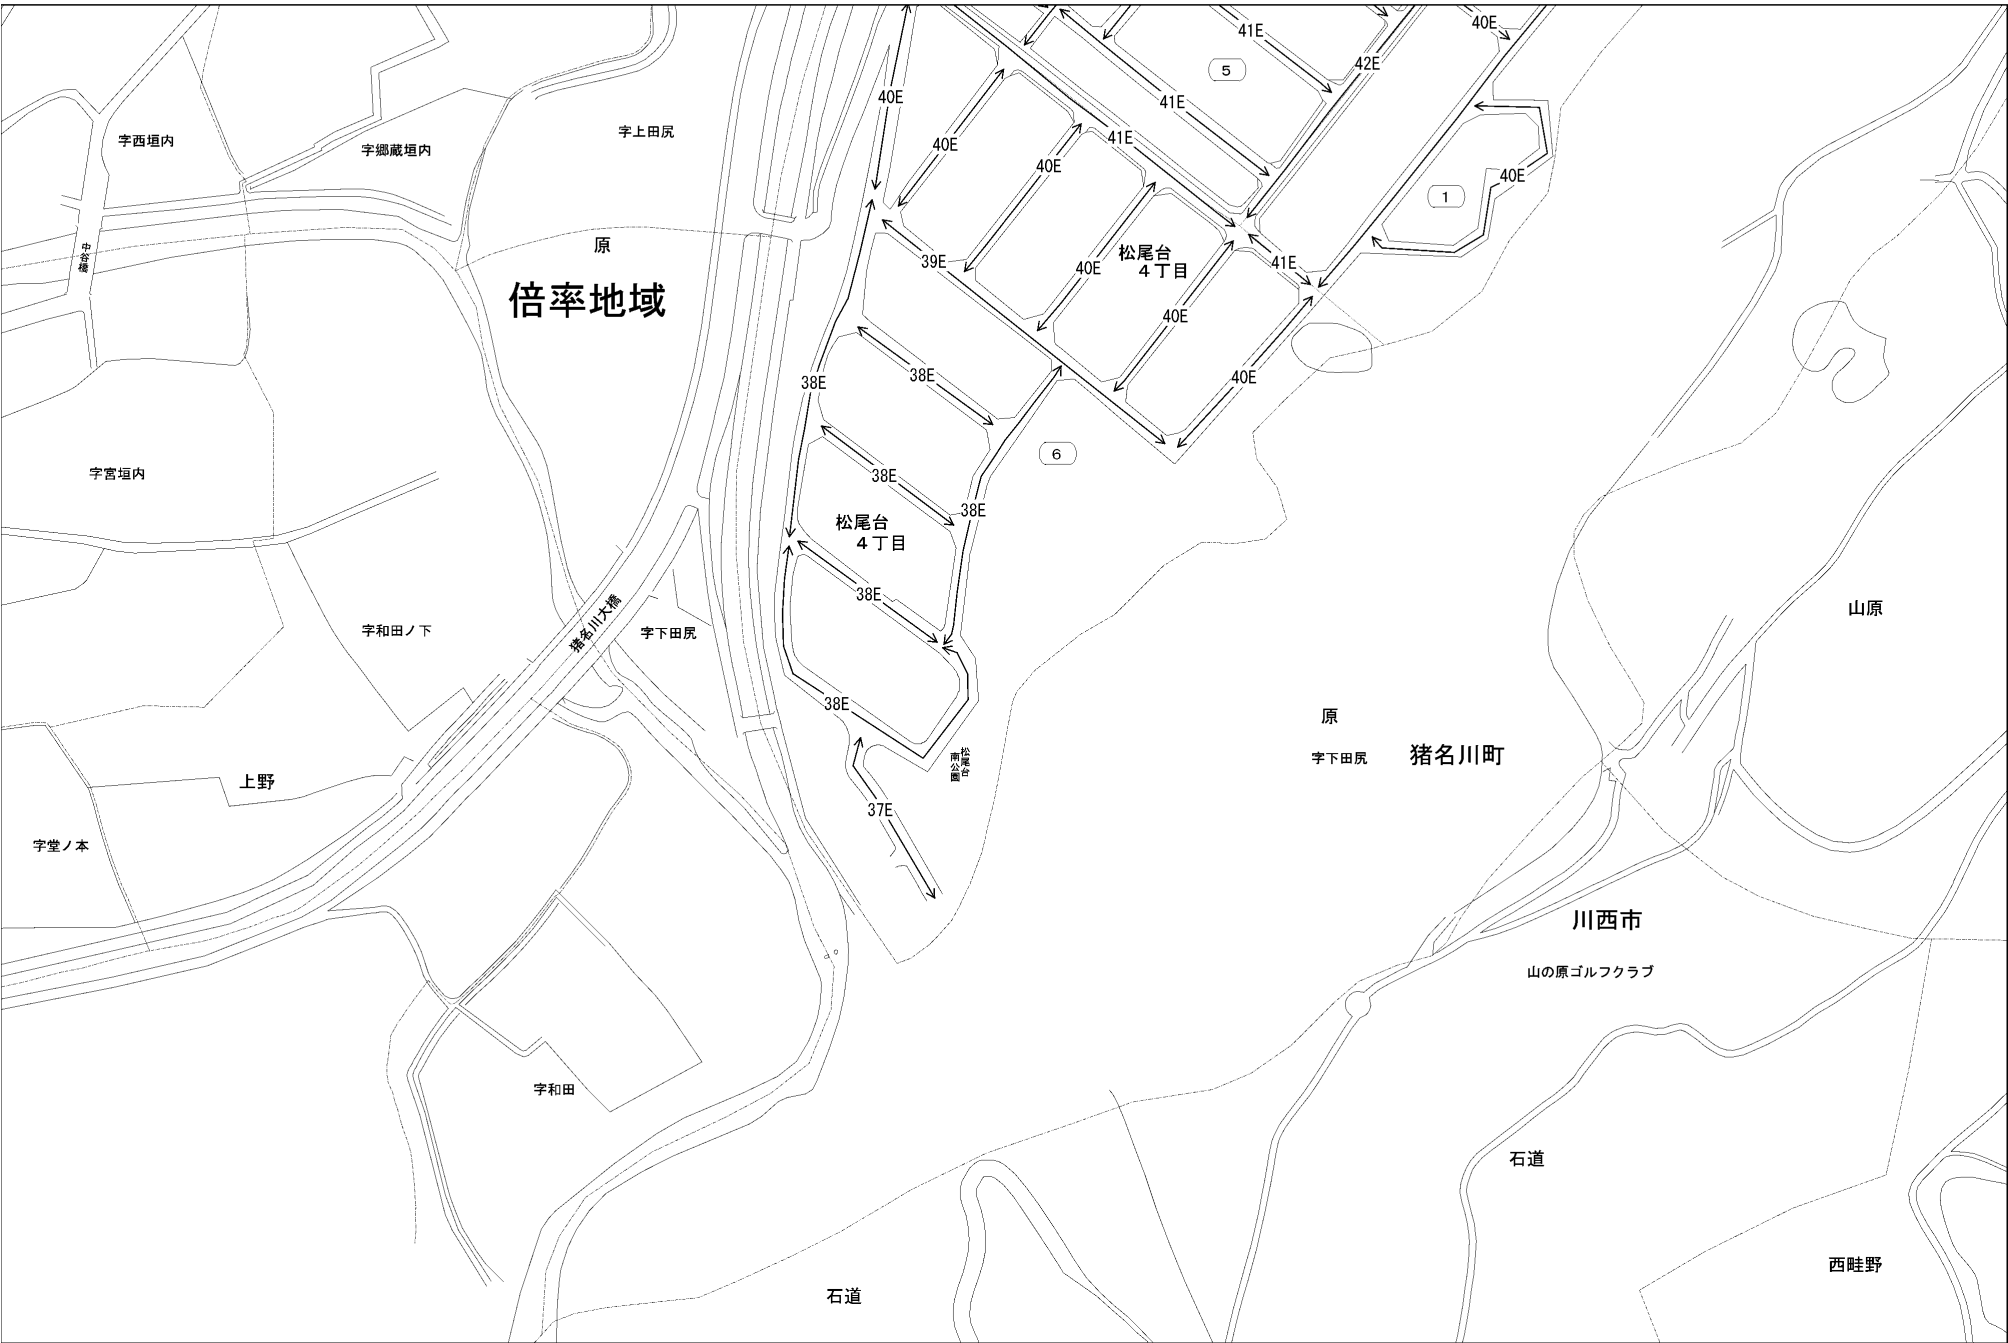 40E
41E
5
42E
40E
41E
41E
40E
40E
40E
1
40E
字西垣内
字郷蔵垣内
字上田尻
中谷橋
原
倍率地域
39E
40E
松尾台
4丁目
41E
40E
40E
38E
38E
38E
38E
6
字宮垣内
松尾台
4丁目
38E
猪名川大橋
字和田ノ下
字下田尻
38E
松尾台
南公園
37E
上野
字堂ノ本
原
字下田尻
猪名川町
山原
川西市
山の原ゴルフクラブ
字和田
石道
石道
西畦野